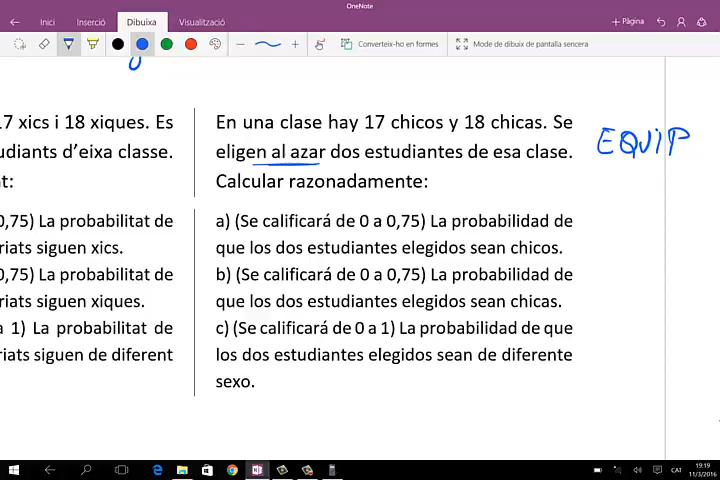 OneNote
Inici
Inserció
Dibuixa
Visualització
+ Pàgina
Converteix-ho en formes
Mode de dibuix de pantalla sencera
17 xics i 18 xiques. Es
udiants d'eixa classe.
t:
0,75) La probabilitat de
riats siguen xics.
0,75) La probabilitat de
riats siguen xiques.
a 1) La probabilitat de
riats siguen de diferent
En una clase hay 17 chicos y 18 chicas. Se
eligen al azar dos estudiantes de esa clase.
Calcular razonadamente:
a) (Se calificará de 0 a 0,75) La probabilidad de
que los dos estudiantes elegidos sean chicos.
b) (Se calificará de 0 a 0,75) La probabilidad de
que los dos estudiantes elegidos sean chicas.
c) (Se calificará de 0 a 1) La probabilidad de que
los dos estudiantes elegidos sean de diferente
sexo.
EQUIP
CAT
19:19
11/3/2016